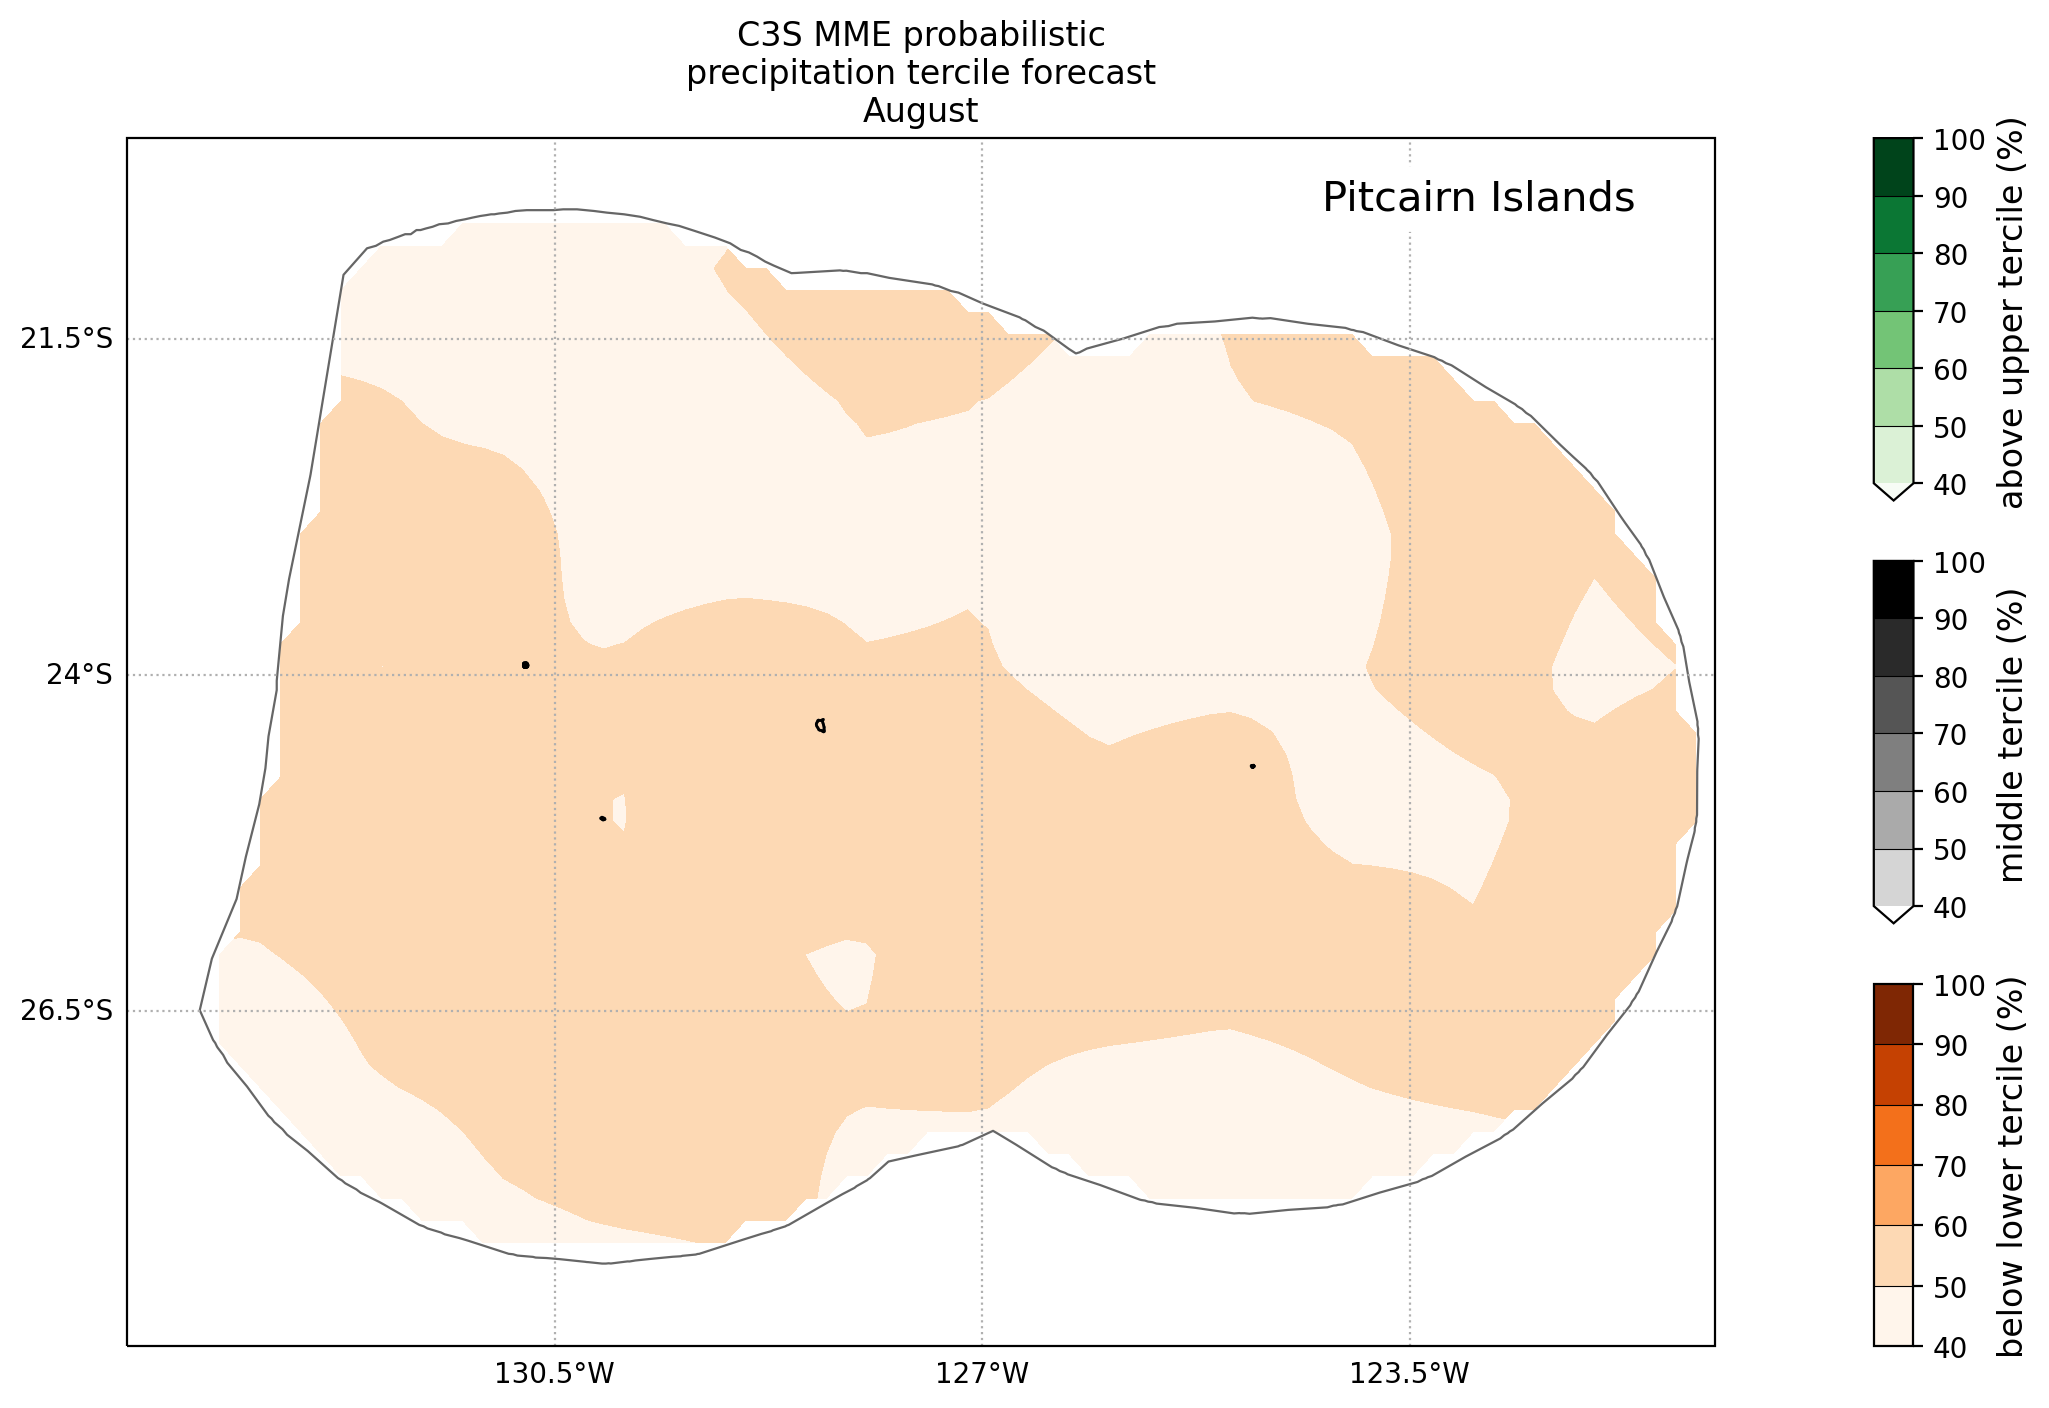 C3S MME probabilistic
precipitation tercile forecast
August
Pitcairn Islands
21.5°S
24°S
26.5°S
130.5°W
127°W
123.5°W
100
90
80
70
60
50
40
above upper tercile (%)
100
90
80
70
60
50
40
middle tercile (%)
100
90
80
70
60
50
40
below lower tercile (%)